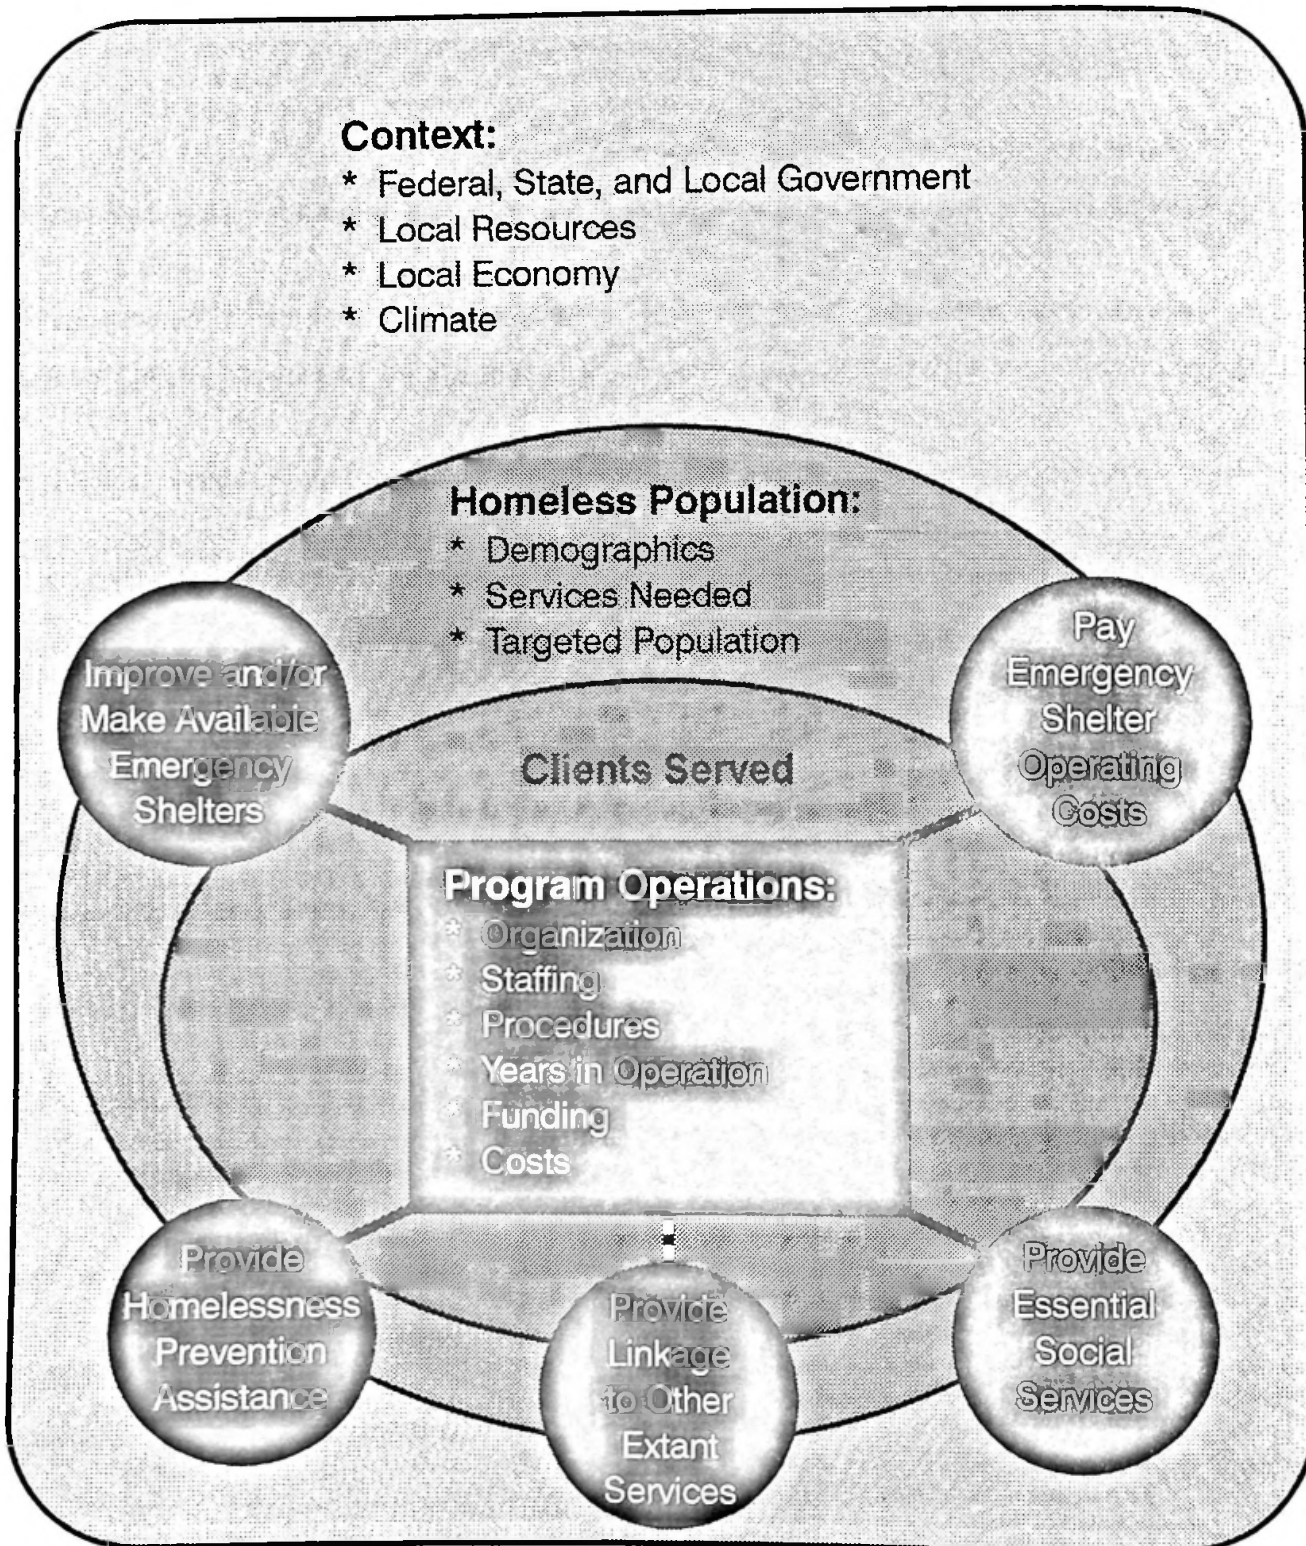 Context:
* Federal, State, and Local Government
* Local Resources
* Local Economy
* Climate
Homeless Population:
* Demographics
* Services Needed
* Targeted Population
Improve and/or
Make Available
Emergency
Shelters
Pay
Emergency
Shelter
Operating
Costs
Clients Served
Program Operations:
* Organization
* Staffing
* Procedures
* Years in Operation
* Funding
* Costs
Provide
Homelessness
Prevention
Assistance
Provide
Linkage
to Other
Extant
Services
Provide
Essential
Social
Services